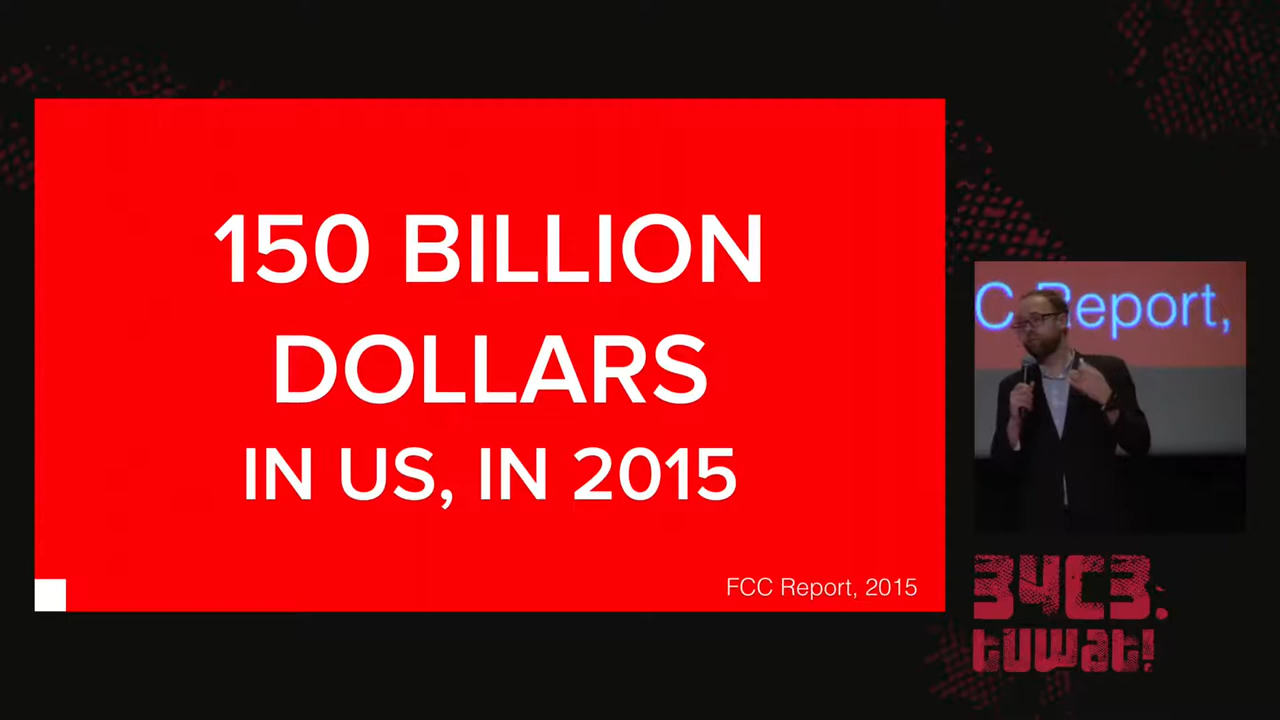 150 BILLION
DOLLARS
IN US, IN 2015
FCC Report, 2015
C Report,
34C3.
tuwat!